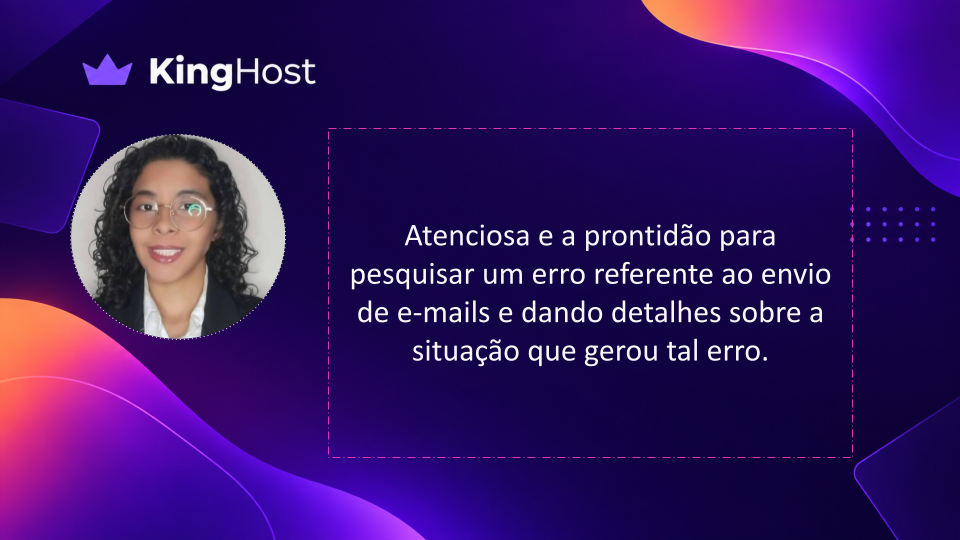 KingHost
Atenciosa e a prontidão para
pesquisar um erro referente ao envio
de e-mails e dando detalhes sobre a
situação que gerou tal erro.